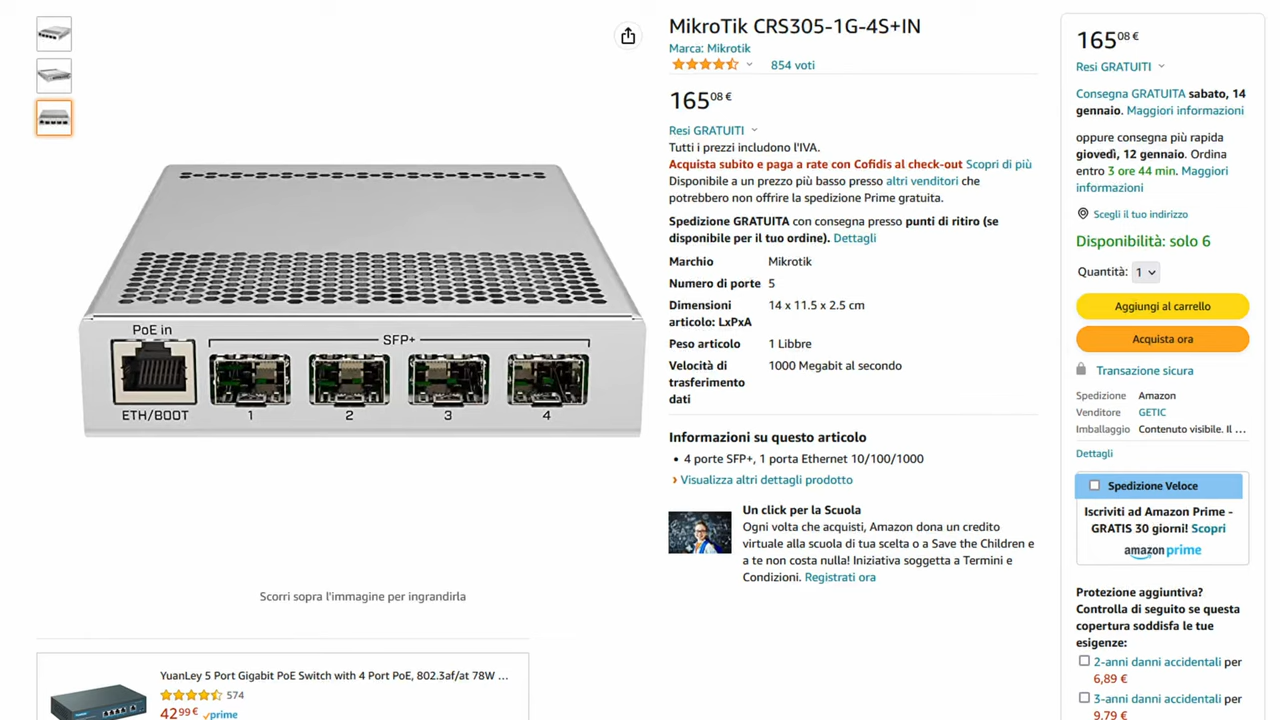 MikroTik CRS305-1G-4S+IN
Marca: Mikrotik
854 voti
165,08 €
Resi GRATUITI
Tutti i prezzi includono l'IVA.
Acquista subito e paga a rate con Cofidis al check-out Scopri di più
Disponibile a un prezzo più basso presso altri venditori che
potrebbero non offrire la spedizione Prime gratuita.
Spedizione GRATUITA con consegna presso punti di ritiro (se
disponibile per il tuo ordine). Dettagli
Marchio Mikrotik
Numero di porte 5
Dimensioni 14 x 11.5 x 2.5 cm
articolo: LxPxA
Peso articolo 1 Libbre
Velocità di 1000 Megabit al secondo
trasferimento
dati
Informazioni su questo articolo
• 4 porte SFP+, 1 porta Ethernet 10/100/1000
› Visualizza altri dettagli prodotto
Un click per la Scuola
Ogni volta che acquisti, Amazon dona un credito
virtuale alla scuola di tua scelta o a Save the Children e
a te non costa nulla! Iniziativa soggetta a Termini e
Condizioni. Registrati ora
PoE in
SFP+
ETH/BOOT 1 2 3 4
Scorri sopra l'immagine per ingrandirla
YuanLey 5 Port Gigabit PoE Switch with 4 Port PoE, 802.3af/at 78W ...
574
42,99 € prime
165,08 €
Resi GRATUITI
Consegna GRATUITA sabato, 14
gennaio. Maggiori informazioni
oppure consegna più rapida
giovedì, 12 gennaio. Ordina
entro 3 ore 44 min. Maggiori
informazioni
Scegli il tuo indirizzo
Disponibilità: solo 6
Quantità: 1
Aggiungi al carrello
Acquista ora
Transazione sicura
Spedizione Amazon
Venditore GETIC
Imballaggio Contenuto visibile. Il ...
Dettagli
Spedizione Veloce
Iscriviti ad Amazon Prime -
GRATIS 30 giorni! Scopri
amazon prime
Protezione aggiuntiva?
Controlla di seguito se questa
copertura soddisfa le tue
esigenze:
2-anni danni accidentali per
6,89 €
3-anni danni accidentali per
9,79 €